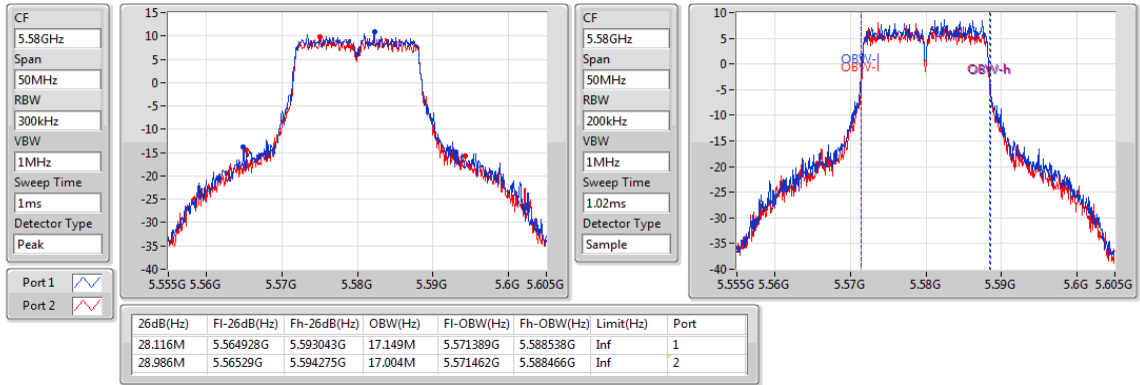 CF
5.58GHz
Span
50MHz
RBW
300kHz
VBW
1MHz
Sweep Time
1ms
Detector Type
Peak
Port 1
Port 2
15
10
5
0
-5
-10
-15
-20
-25
-30
-35
-40
5.555G 5.56G 5.57G 5.58G 5.59G 5.6G 5.605G
CF
5.58GHz
Span
50MHz
RBW
200kHz
VBW
1MHz
Sweep Time
1.02ms
Detector Type
Sample
10
5
0
-5
-10
-15
-20
-25
-30
-35
-40
OBW-l
OBW-l
OBW-h
5.555G 5.56G 5.57G 5.58G 5.59G 5.6G 5.605G
26dB(Hz) Fl-26dB(Hz) Fh-26dB(Hz) OBW(Hz) Fl-OBW(Hz) Fh-OBW(Hz) Limit(Hz) Port
28.116M 5.564928G 5.593043G 17.149M 5.571389G 5.588538G Inf 1
28.986M 5.56529G 5.594275G 17.004M 5.571462G 5.588466G Inf 2